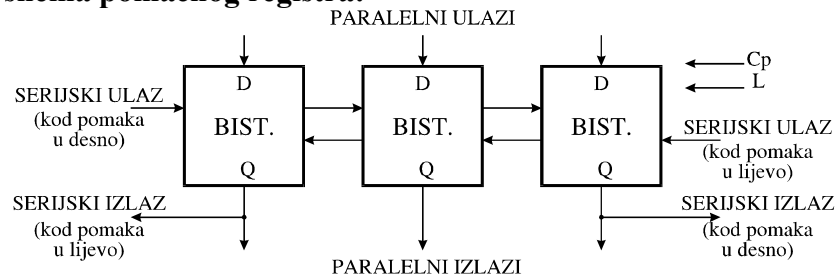 shema pomačnog registra:
PARALELNI ULAZI
D D D Cp
L
SERIJSKI ULAZ
(kod pomaka
u desno)
BIST. BIST. BIST.
SERIJSKI ULAZ
(kod pomaka
u lijevo)
Q Q Q
SERIJSKI IZLAZ
(kod pomaka
u lijevo)
SERIJSKI IZLAZ
(kod pomaka
u desno)
PARALELNI IZLAZI